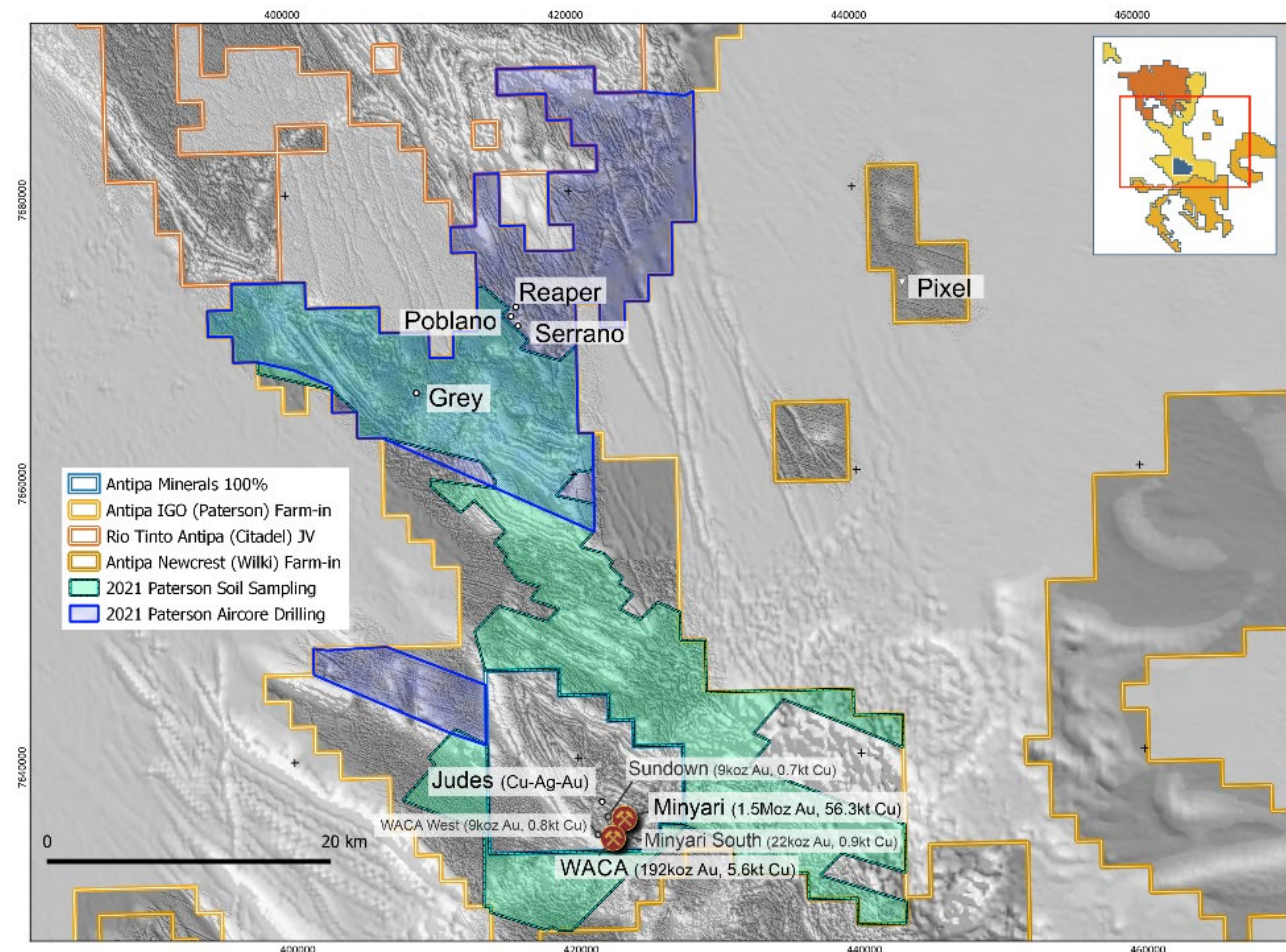 400000
420000
440000
460000
7680000
7660000
7640000
Reaper
Poblano
Serrano
Pixel
Grey
Antipa Minerals 100%
Antipa IGO (Paterson) Farm-in
Rio Tinto Antipa (Citadel) JV
Antipa Newcrest (Wilki) Farm-in
2021 Paterson Soil Sampling
2021 Paterson Aircore Drilling
Sundown (9koz Au, 0.7kt Cu)
Judes (Cu-Ag-Au)
Minyari (1.5Moz Au, 56.3kt Cu)
WACA West (9koz Au, 0.8kt Cu)
Minyari South (22koz Au, 0.9kt Cu)
WACA (192koz Au, 5.6kt Cu)
0 20 km
400000
420000
440000
460000